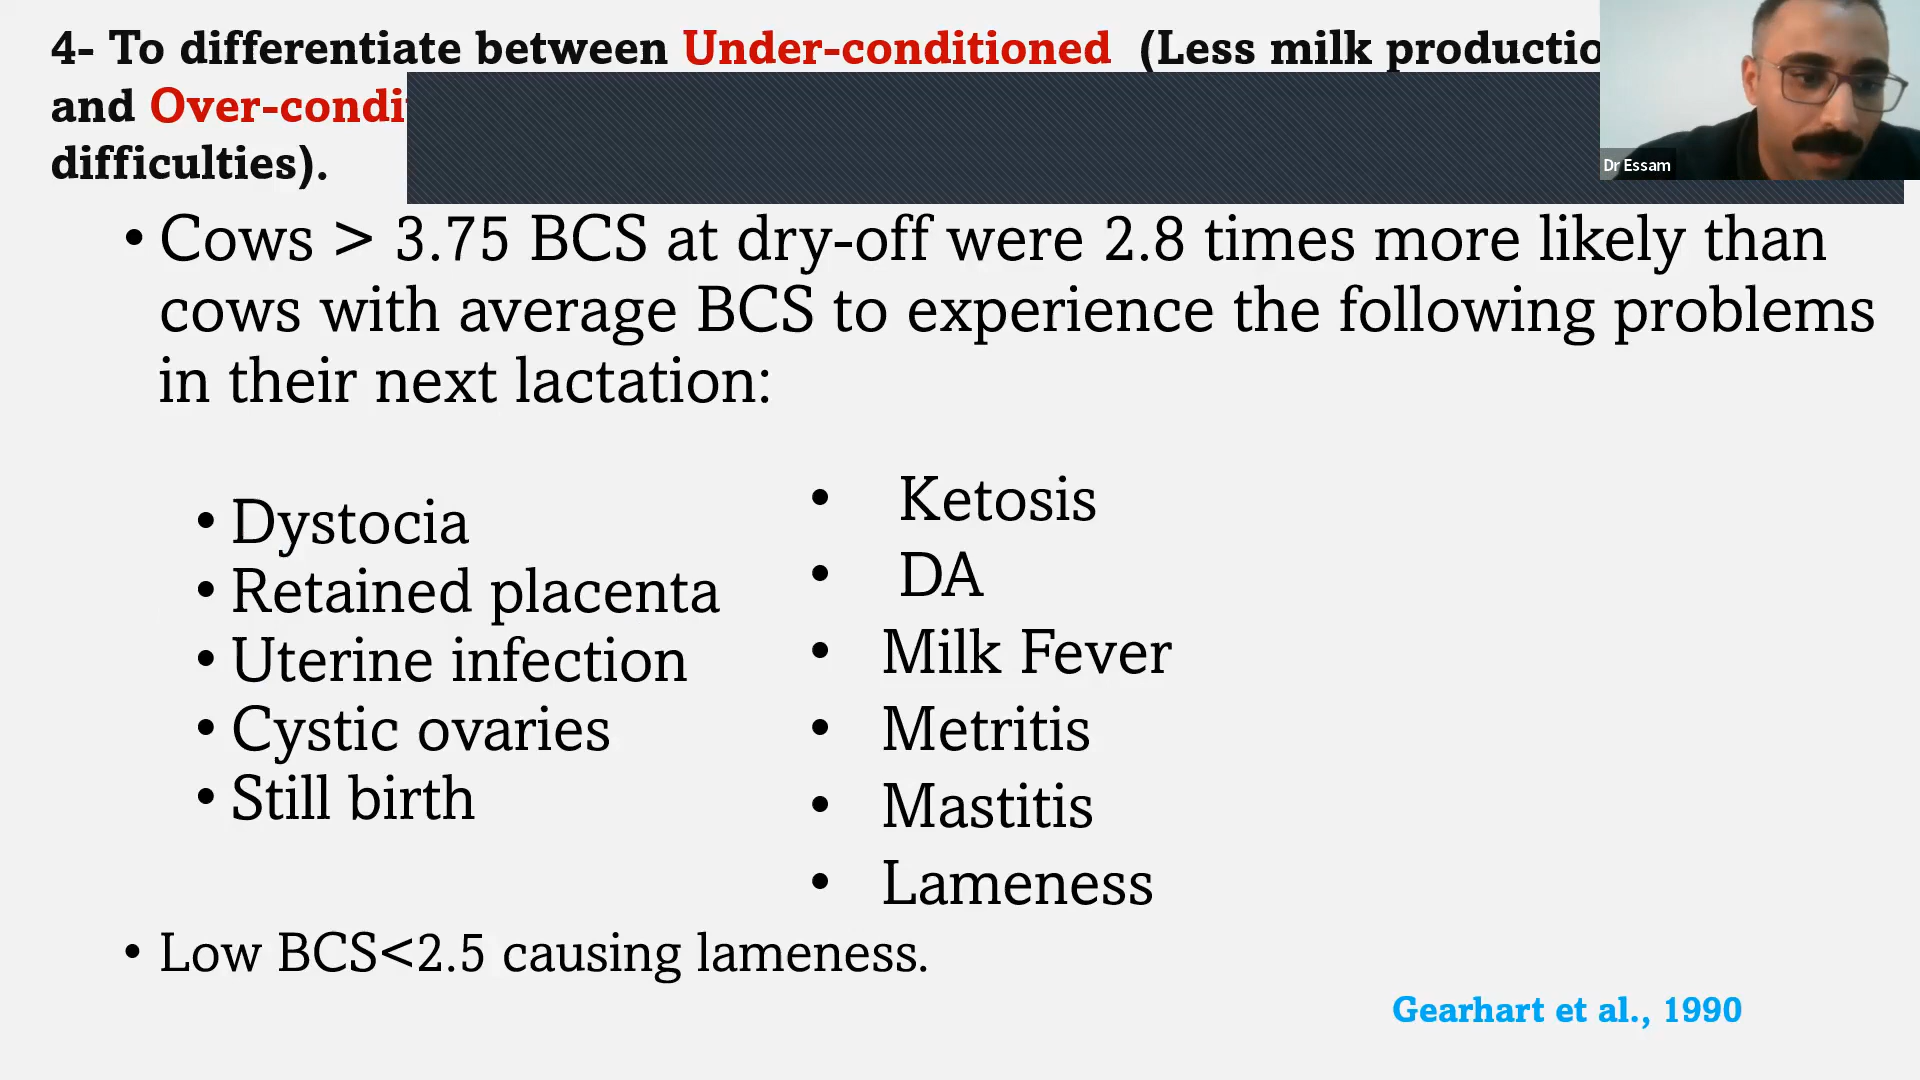 4- To differentiate between Under-conditioned (Less milk productio
and Over-condi
difficulties).
Dr Essam
• Cows > 3.75 BCS at dry-off were 2.8 times more likely than
cows with average BCS to experience the following problems
in their next lactation:
• Dystocia
• Retained placenta
• Uterine infection
• Cystic ovaries
• Still birth
• Ketosis
• DA
• Milk Fever
• Metritis
• Mastitis
• Lameness
• Low BCS<2.5 causing lameness.
Gearhart et al., 1990